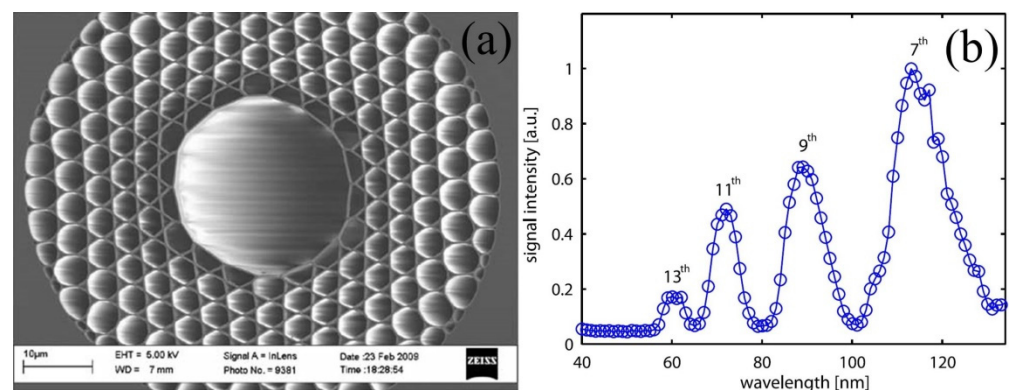 (a)
10µm
EHT = 5.00 kV
WD = 7 mm
Signal A = InLens
Photo No. = 9381
Date :23 Feb 2009
Time :18:28:54
ZEISS
(b)
7th
9th
11th
13th
signal intensity [a.u.]
1
0.8
0.6
0.4
0.2
0
40 60 80 100 120
wavelength [nm]